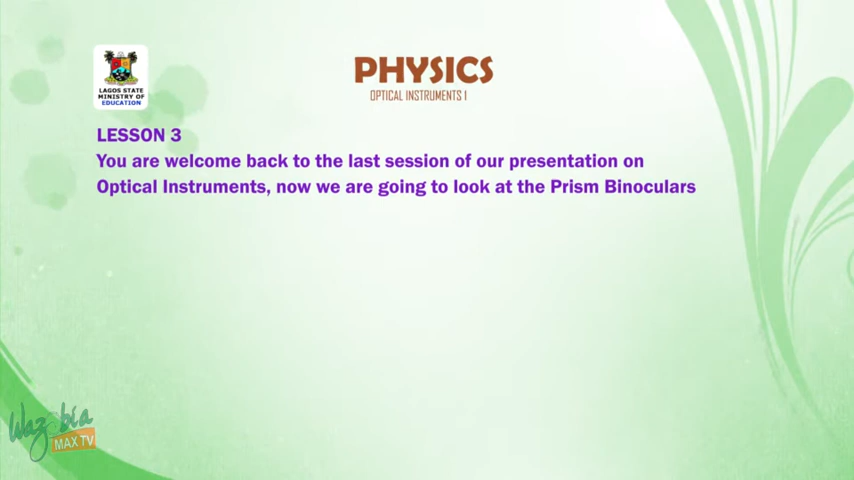 LAGOS STATE
MINISTRY OF
EDUCATION
PHYSICS
OPTICAL INSTRUMENTS I
LESSON 3
You are welcome back to the last session of our presentation on
Optical Instruments, now we are going to look at the Prism Binoculars
Wazobia
MAX TV